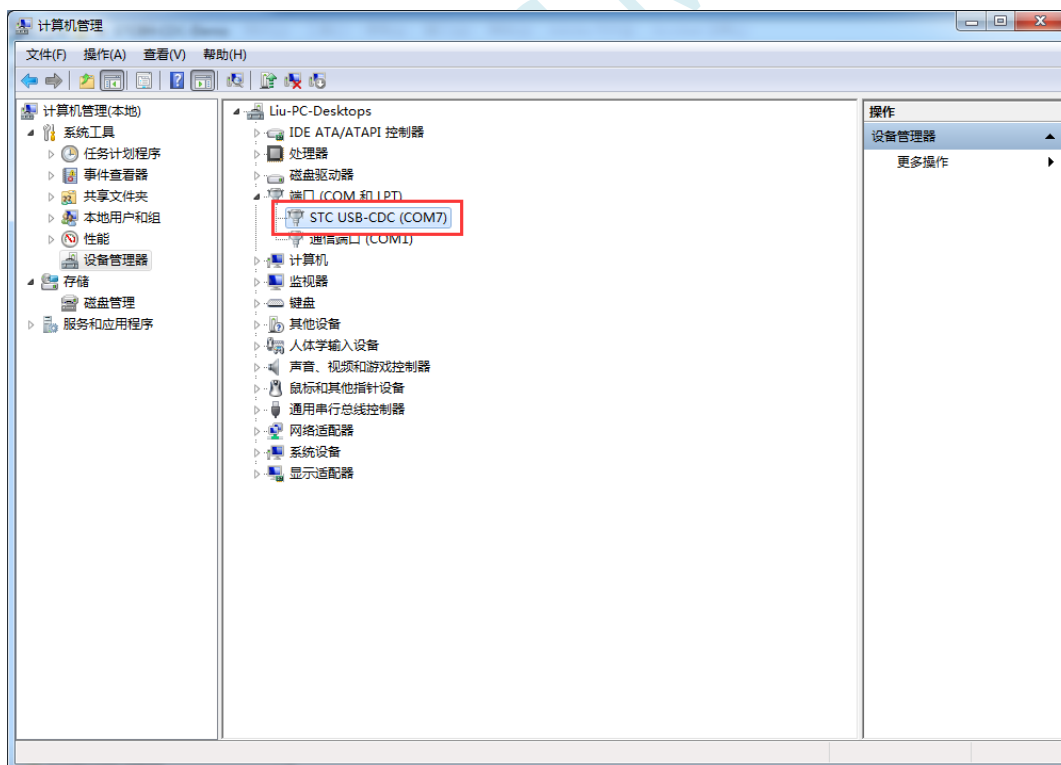 计算机管理
文件(F) 操作(A) 查看(V) 帮助(H)
计算机管理(本地)
系统工具
任务计划程序
事件查看器
共享文件夹
本地用户和组
性能
设备管理器
存储
磁盘管理
服务和应用程序
Liu-PC-Desktops
IDE ATA/ATAPI 控制器
处理器
磁盘驱动器
端口 (COM 和 LPT)
STC USB-CDC (COM7)
通信端口 (COM1)
计算机
监视器
键盘
其他设备
人体学输入设备
声音、视频和游戏控制器
鼠标和其他指针设备
通用串行总线控制器
网络适配器
系统设备
显示适配器
操作
设备管理器
更多操作